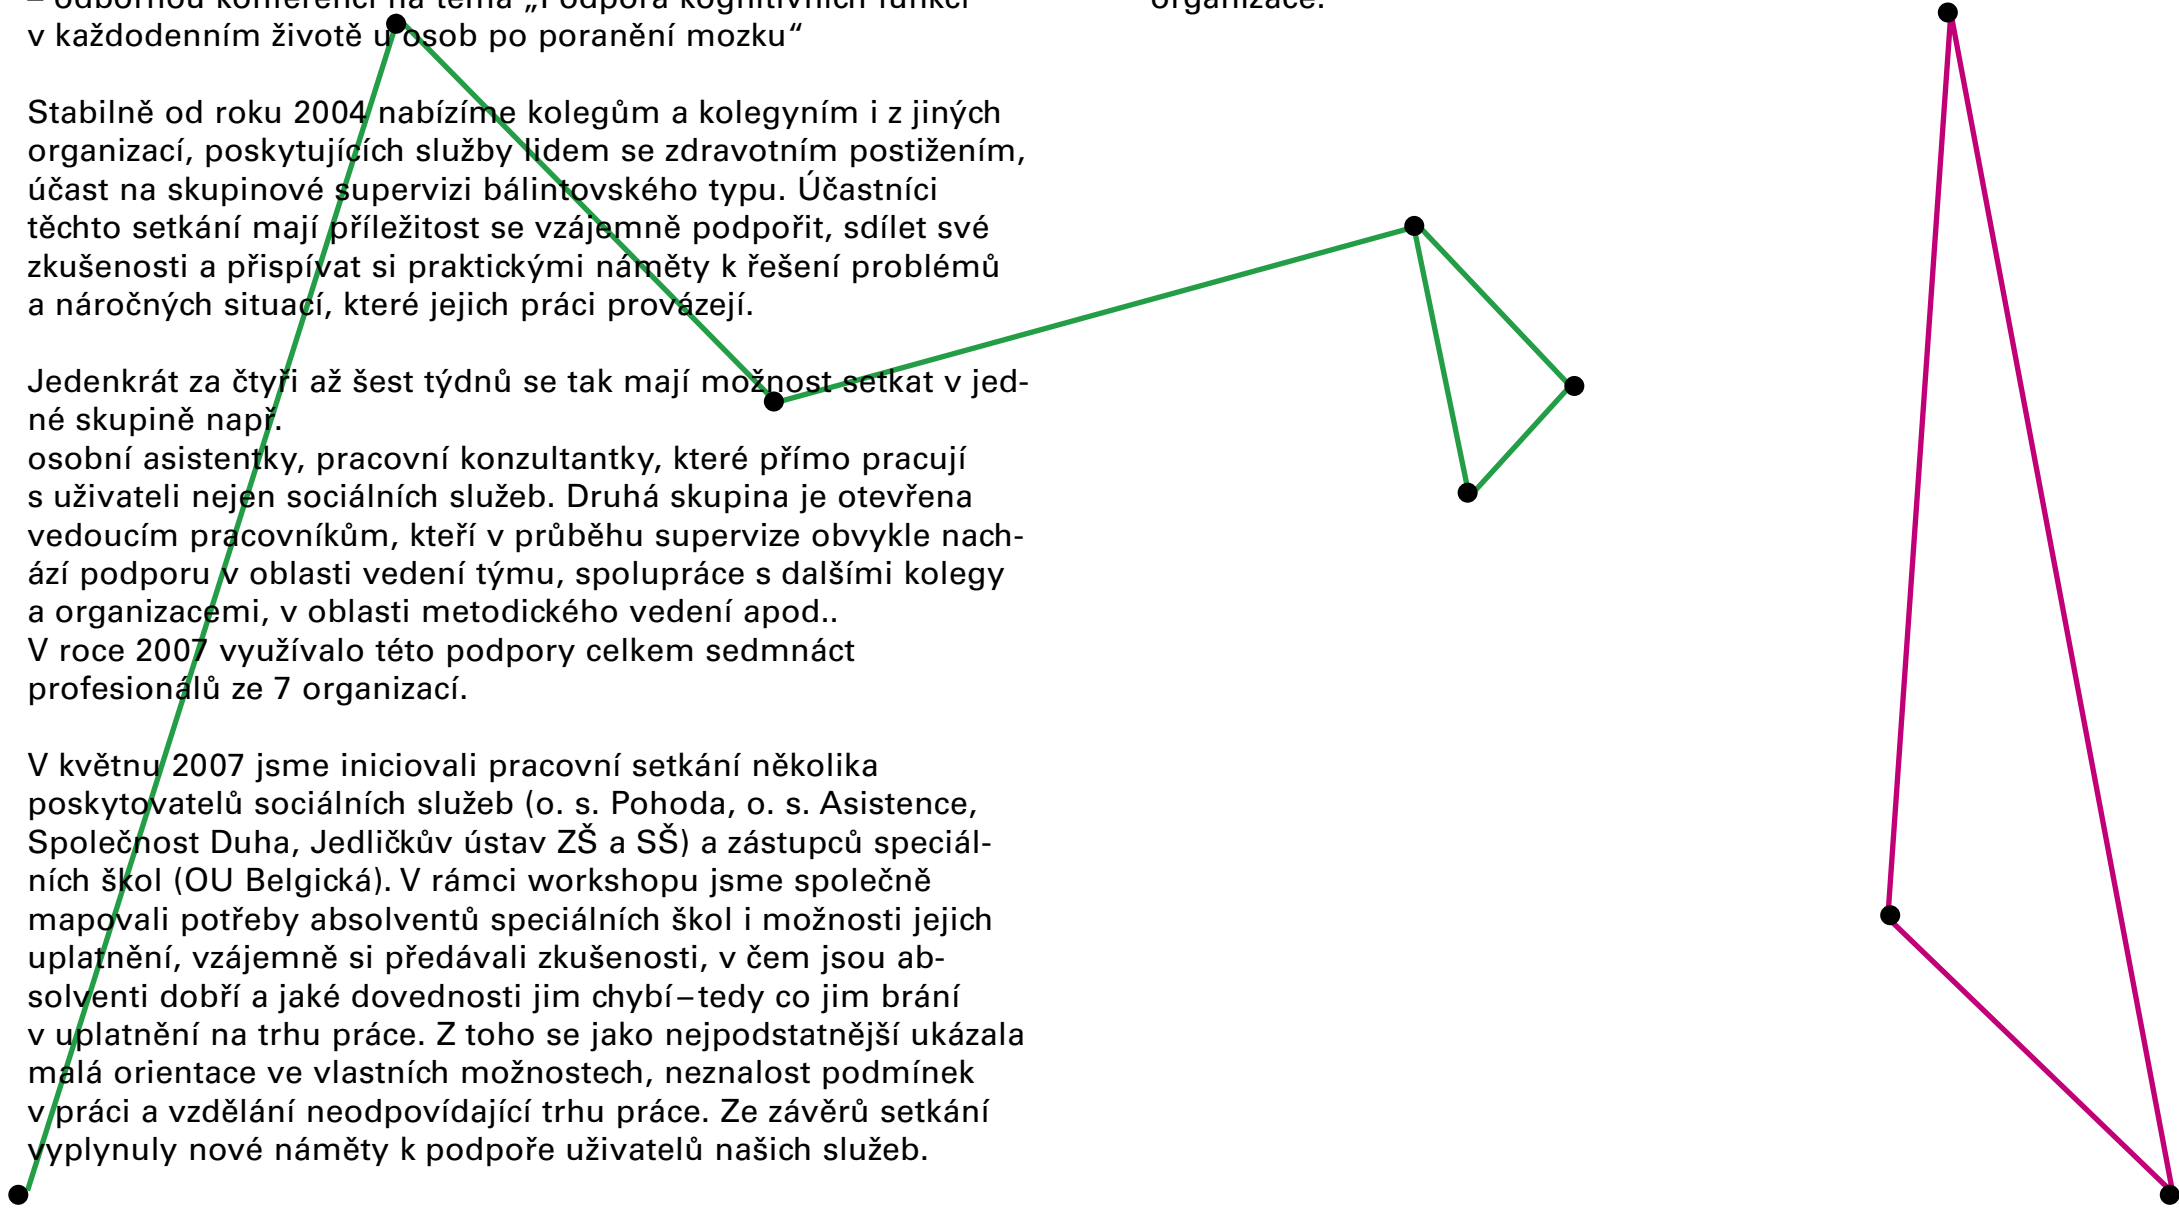 – odbornou konferenci na téma „Podpora kognitivních funkcí
v každodenním životě u osob po poranění mozku“
Stabilně od roku 2004 nabízíme kolegům a kolegyním i z jiných
organizací, poskytujících služby lidem se zdravotním postižením,
účast na skupinové supervizi bálintovského typu. Účastníci
těchto setkání mají příležitost se vzájemně podpořit, sdílet své
zkušenosti a přispívat si praktickými náměty k řešení problémů
a náročných situací, které jejich práci provázejí.
Jedenkrát za čtyři až šest týdnů se tak mají možnost setkat v jed-
né skupině např.
osobní asistentky, pracovní konzultantky, které přímo pracují
s uživateli nejen sociálních služeb. Druhá skupina je otevřena
vedoucím pracovníkům, kteří v průběhu supervize obvykle nach-
ází podporu v oblasti vedení týmu, spolupráce s dalšími kolegy
a organizacemi, v oblasti metodického vedení apod..
V roce 2007 využívalo této podpory celkem sedmnáct
profesionálů ze 7 organizací.
V květnu 2007 jsme iniciovali pracovní setkání několika
poskytovatelů sociálních služeb (o. s. Pohoda, o. s. Asistence,
Společnost Duha, Jedličkův ústav ZŠ a SŠ) a zástupců speciál-
ních škol (OU Belgická). V rámci workshopu jsme společně
mapovali potřeby absolventů speciálních škol i možnosti jejich
uplatnění, vzájemně si předávali zkušenosti, v čem jsou ab-
solventi dobří a jaké dovednosti jim chybí – tedy co jim brání
v uplatnění na trhu práce. Z toho se jako nejpodstatnější ukázala
malá orientace ve vlastních možnostech, neznalost podmínek
v práci a vzdělání neodpovídající trhu práce. Ze závěrů setkání
vyplynuly nové náměty k podpoře uživatelů našich služeb.
organizace.